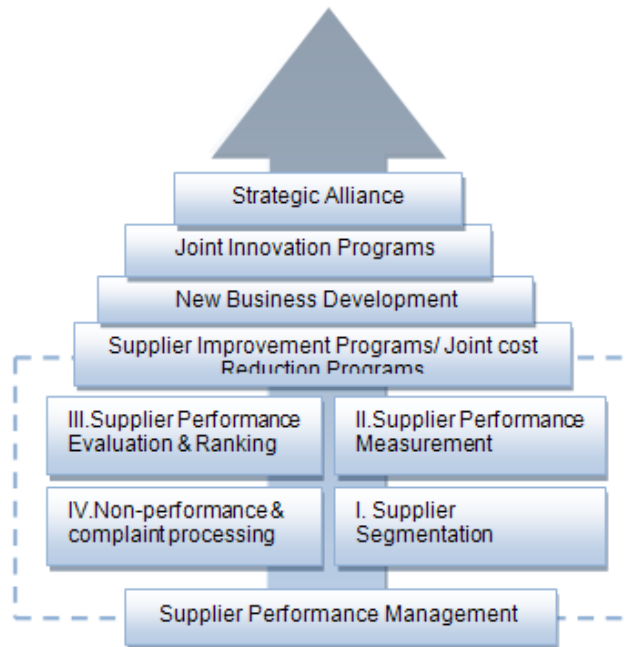 Strategic Alliance
Joint Innovation Programs
New Business Development
Supplier Improvement Programs/ Joint cost
Reduction Programs
III.Supplier Performance
Evaluation & Ranking
II.Supplier Performance
Measurement
IV.Non-performance &
complaint processing
I. Supplier
Segmentation
Supplier Performance Management